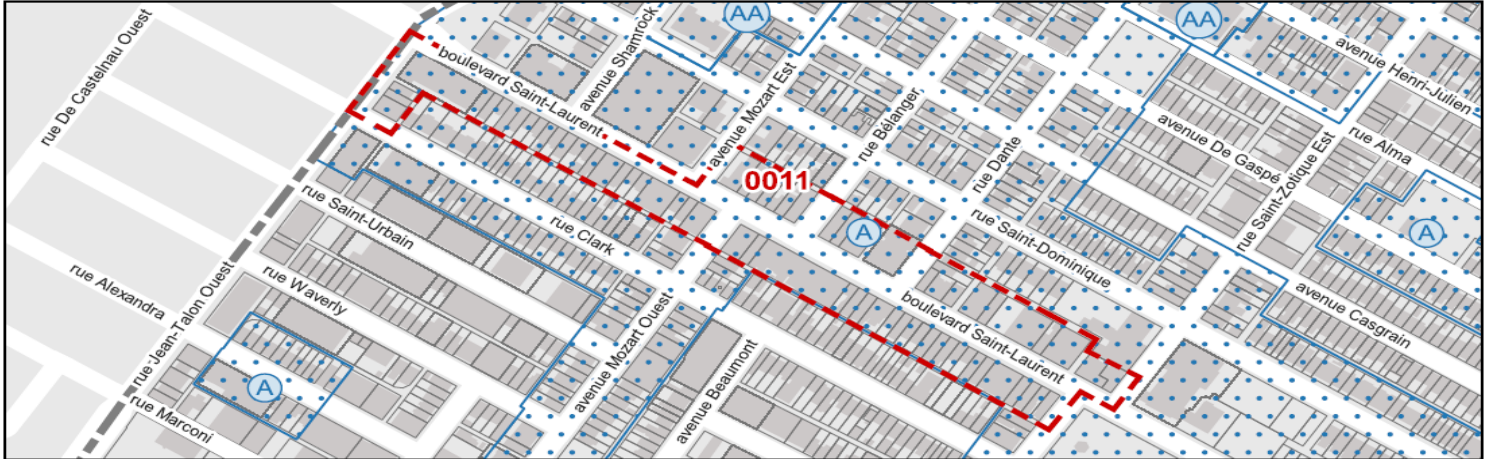 AA
AA
rue De Castelnau Ouest
boulevard Saint-Laurent
avenue Shamrock
avenue Mozart Est
rue Bélanger
avenue Henri-Julien
rue Alma
avenue De Gaspé
rue Saint-Zotique Est
rue Dante
0011
rue Saint-Urbain
rue Clark
A
rue Saint-Dominique
A
rue Alexandra
rue Jean-Talon Ouest
rue Waverly
boulevard Saint-Laurent
avenue Casgrain
avenue Mozart Ouest
avenue Beaumont
A
rue Marconi